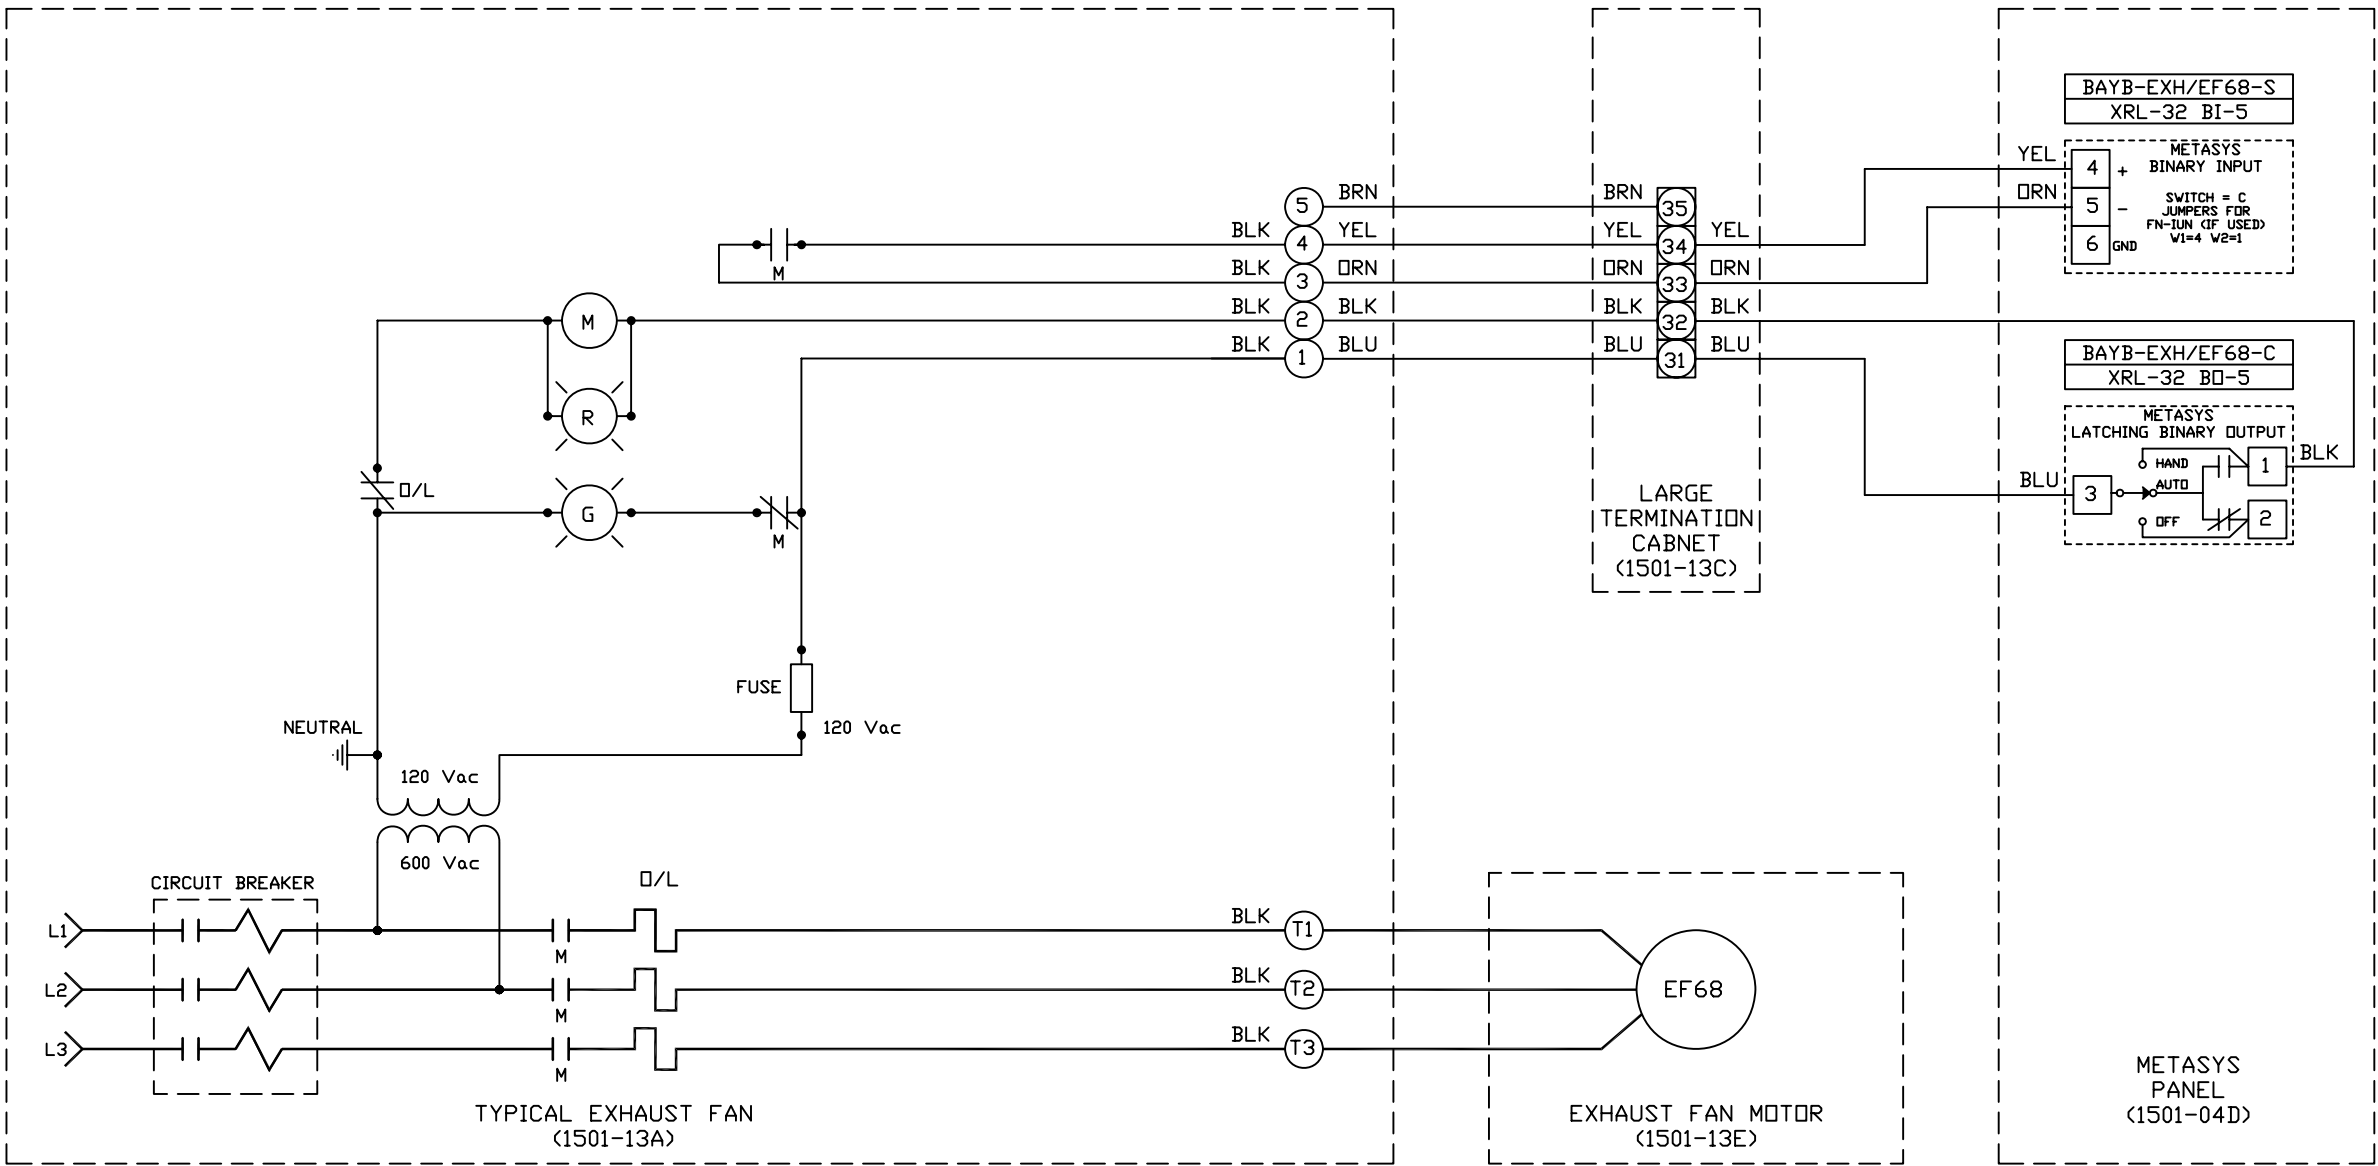 BAYB-EXH/EF68-S
XRL-32 BI-5
METASYS
BINARY INPUT
SWITCH = C
JUMPERS FOR
FN-IUN (IF USED)
W1=4 W2=1
YEL 4 +
ORN 5 -
6 GND
5 BRN BRN 35
BLK 4 YEL YEL 34 YEL
M
BLK 3 ORN ORN 33 ORN
M BLK 2 BLK BLK 32 BLK
BLK 1 BLU BLU 31 BLU
R
BAYB-EXH/EF68-C
XRL-32 BO-5
METASYS
LATCHING BINARY OUTPUT
HAND 1 BLK
BLU 3 AUTO
OFF 2
O/L
G
M
LARGE
TERMINATION
CABNET
(1501-13C)
FUSE
NEUTRAL
120 Vac
120 Vac
600 Vac
CIRCUIT BREAKER
O/L
L1 M BLK T1
L2 M BLK T2
L3 M BLK T3
EF68
TYPICAL EXHAUST FAN
(1501-13A)
EXHAUST FAN MOTOR
(1501-13E)
METASYS
PANEL
(1501-04D)